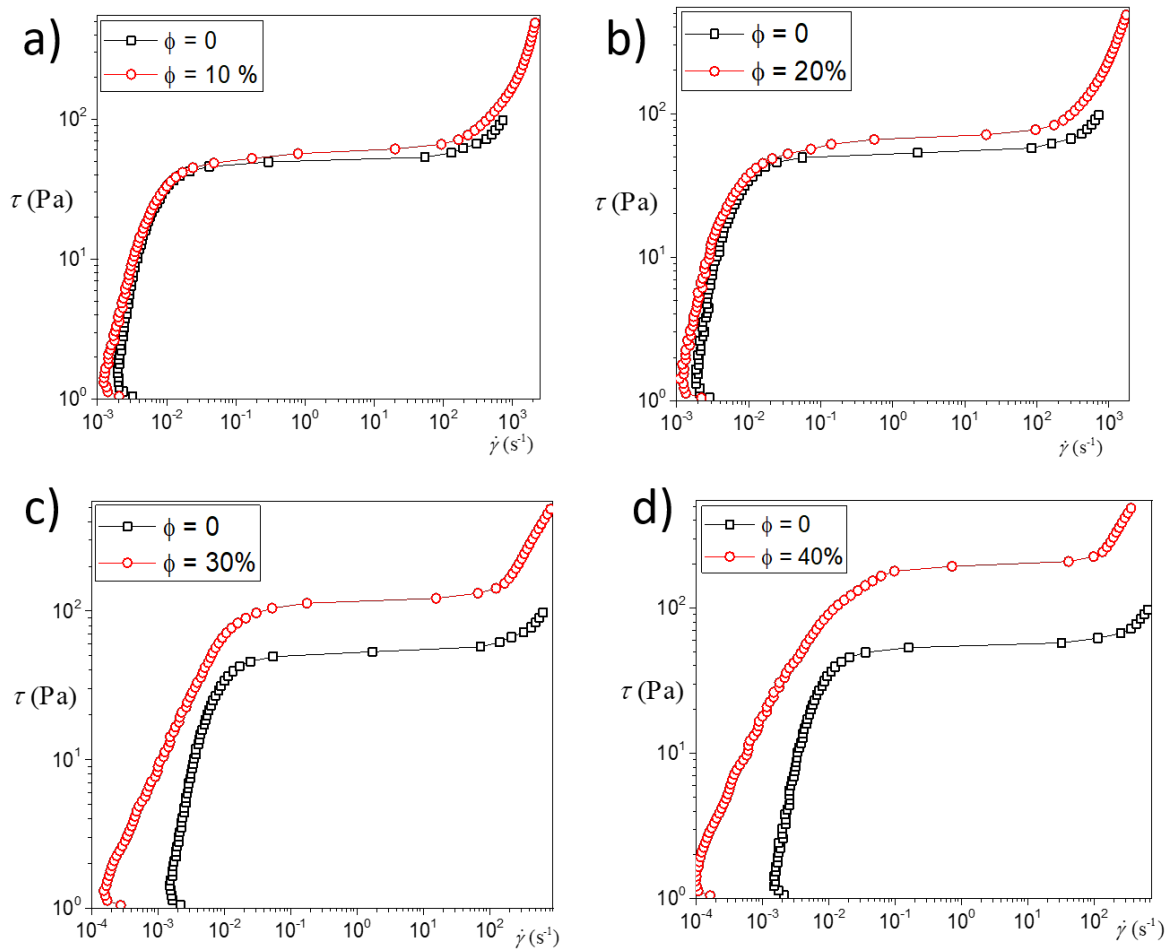 a)
ϕ = 0
ϕ = 10 %
10²
τ (Pa)
10¹
10⁰
10⁻³ 10⁻² 10⁻¹ 10⁰ 10¹ 10² 10³
γ̇ (s⁻¹)
b)
ϕ = 0
ϕ = 20%
10²
τ (Pa)
10¹
10⁰
10⁻³ 10⁻² 10⁻¹ 10⁰ 10¹ 10² 10³
γ̇ (s⁻¹)
c)
ϕ = 0
ϕ = 30%
10²
τ (Pa)
10¹
10⁰
10⁻⁴ 10⁻³ 10⁻² 10⁻¹ 10⁰ 10¹ 10² γ̇ (s⁻¹)
d)
ϕ = 0
ϕ = 40%
10²
τ (Pa)
10¹
10⁰
10⁻⁴ 10⁻³ 10⁻² 10⁻¹ 10⁰ 10¹ 10² γ̇ (s⁻¹)